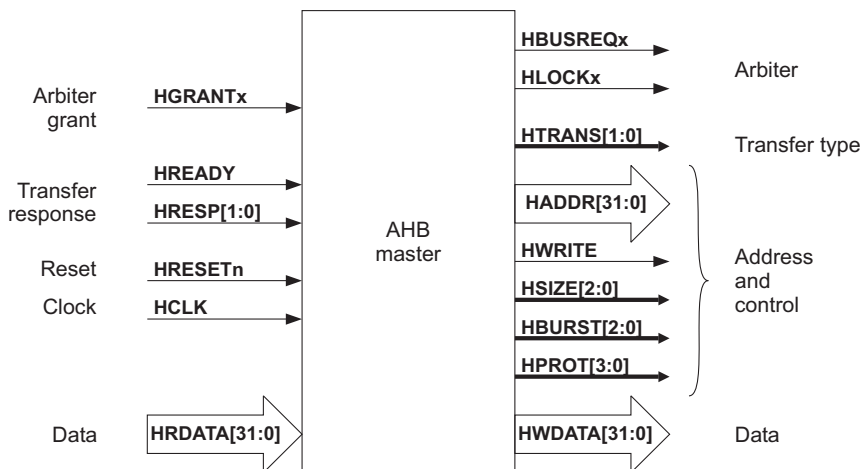 HBUSREQx
HLOCKx
Arbiter
Arbiter
grant
HGRANTx
HTRANS[1:0]
Transfer type
Transfer
response
HREADY
HRESP[1:0]
HADDR[31:0]
AHB
master
Reset
HRESETn
Clock
HCLK
HWRITE
HSIZE[2:0]
HBURST[2:0]
HPROT[3:0]
Address
and
control
Data
HRDATA[31:0]
HWDATA[31:0]
Data